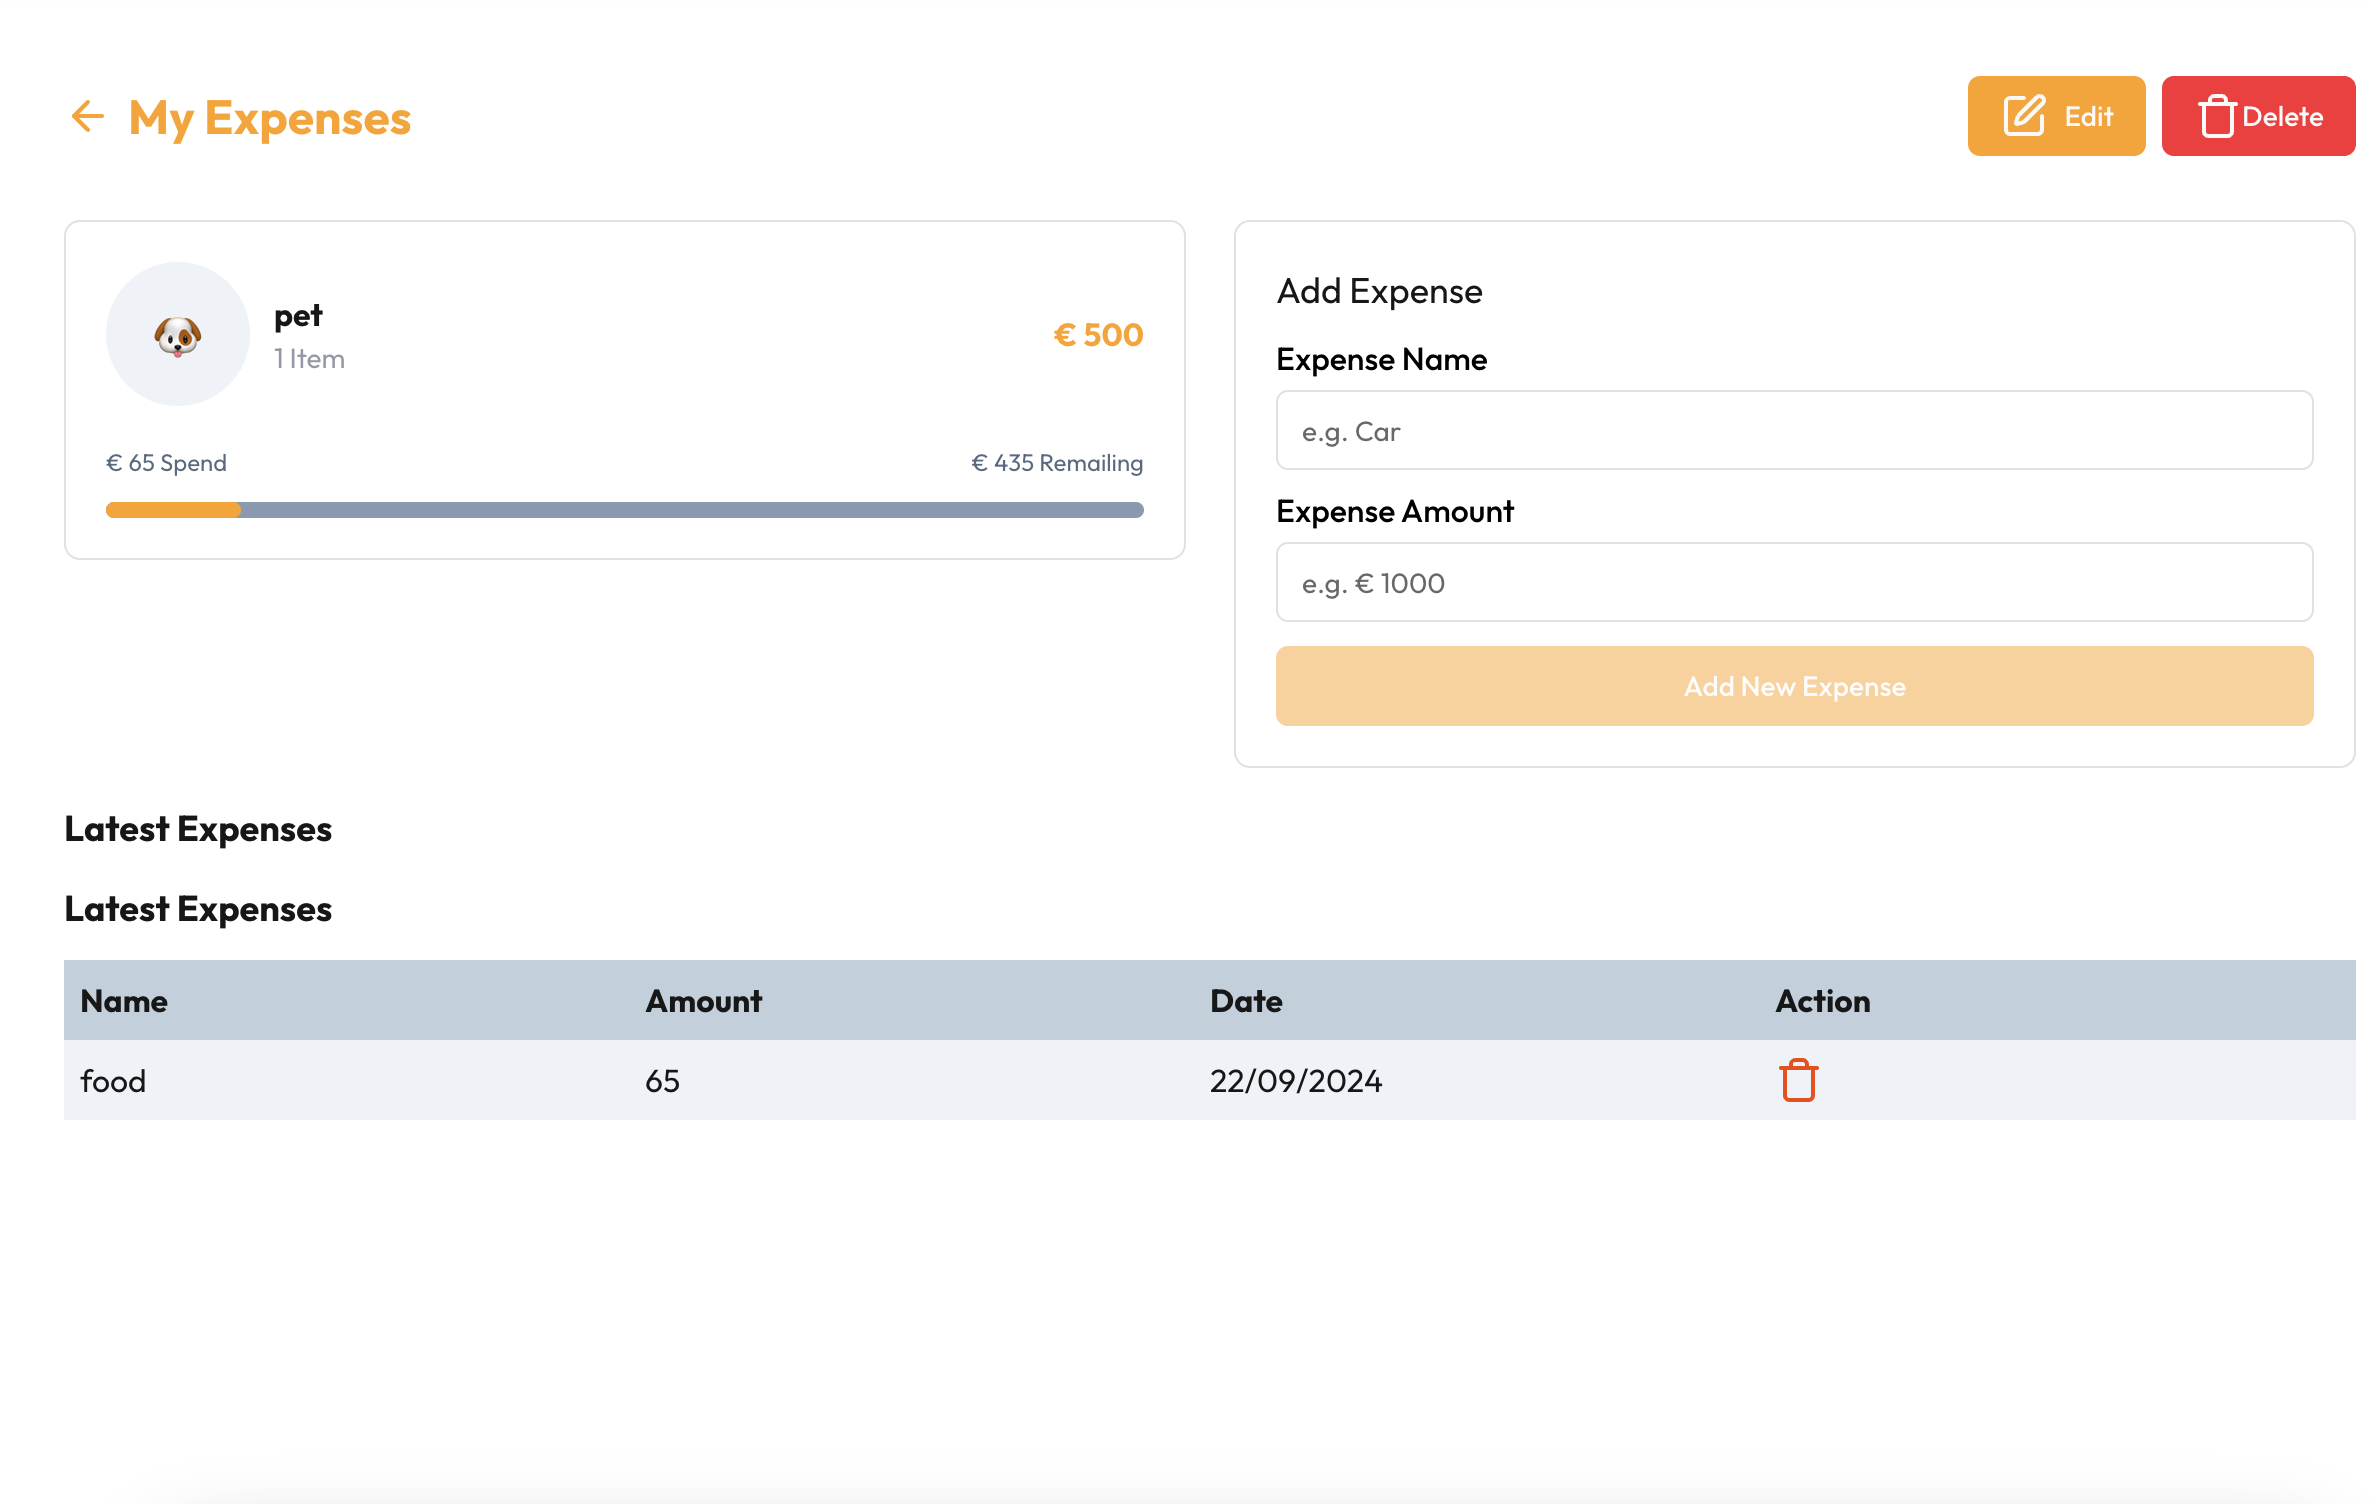 My Expenses
Edit
Delete
pet
1 Item
€ 500
€ 65 Spend
€ 435 Remailing
Add Expense
Expense Name
e.g. Car
Expense Amount
e.g. € 1000
Add New Expense
Latest Expenses
Latest Expenses
Name Amount Date Action
food 65 22/09/2024